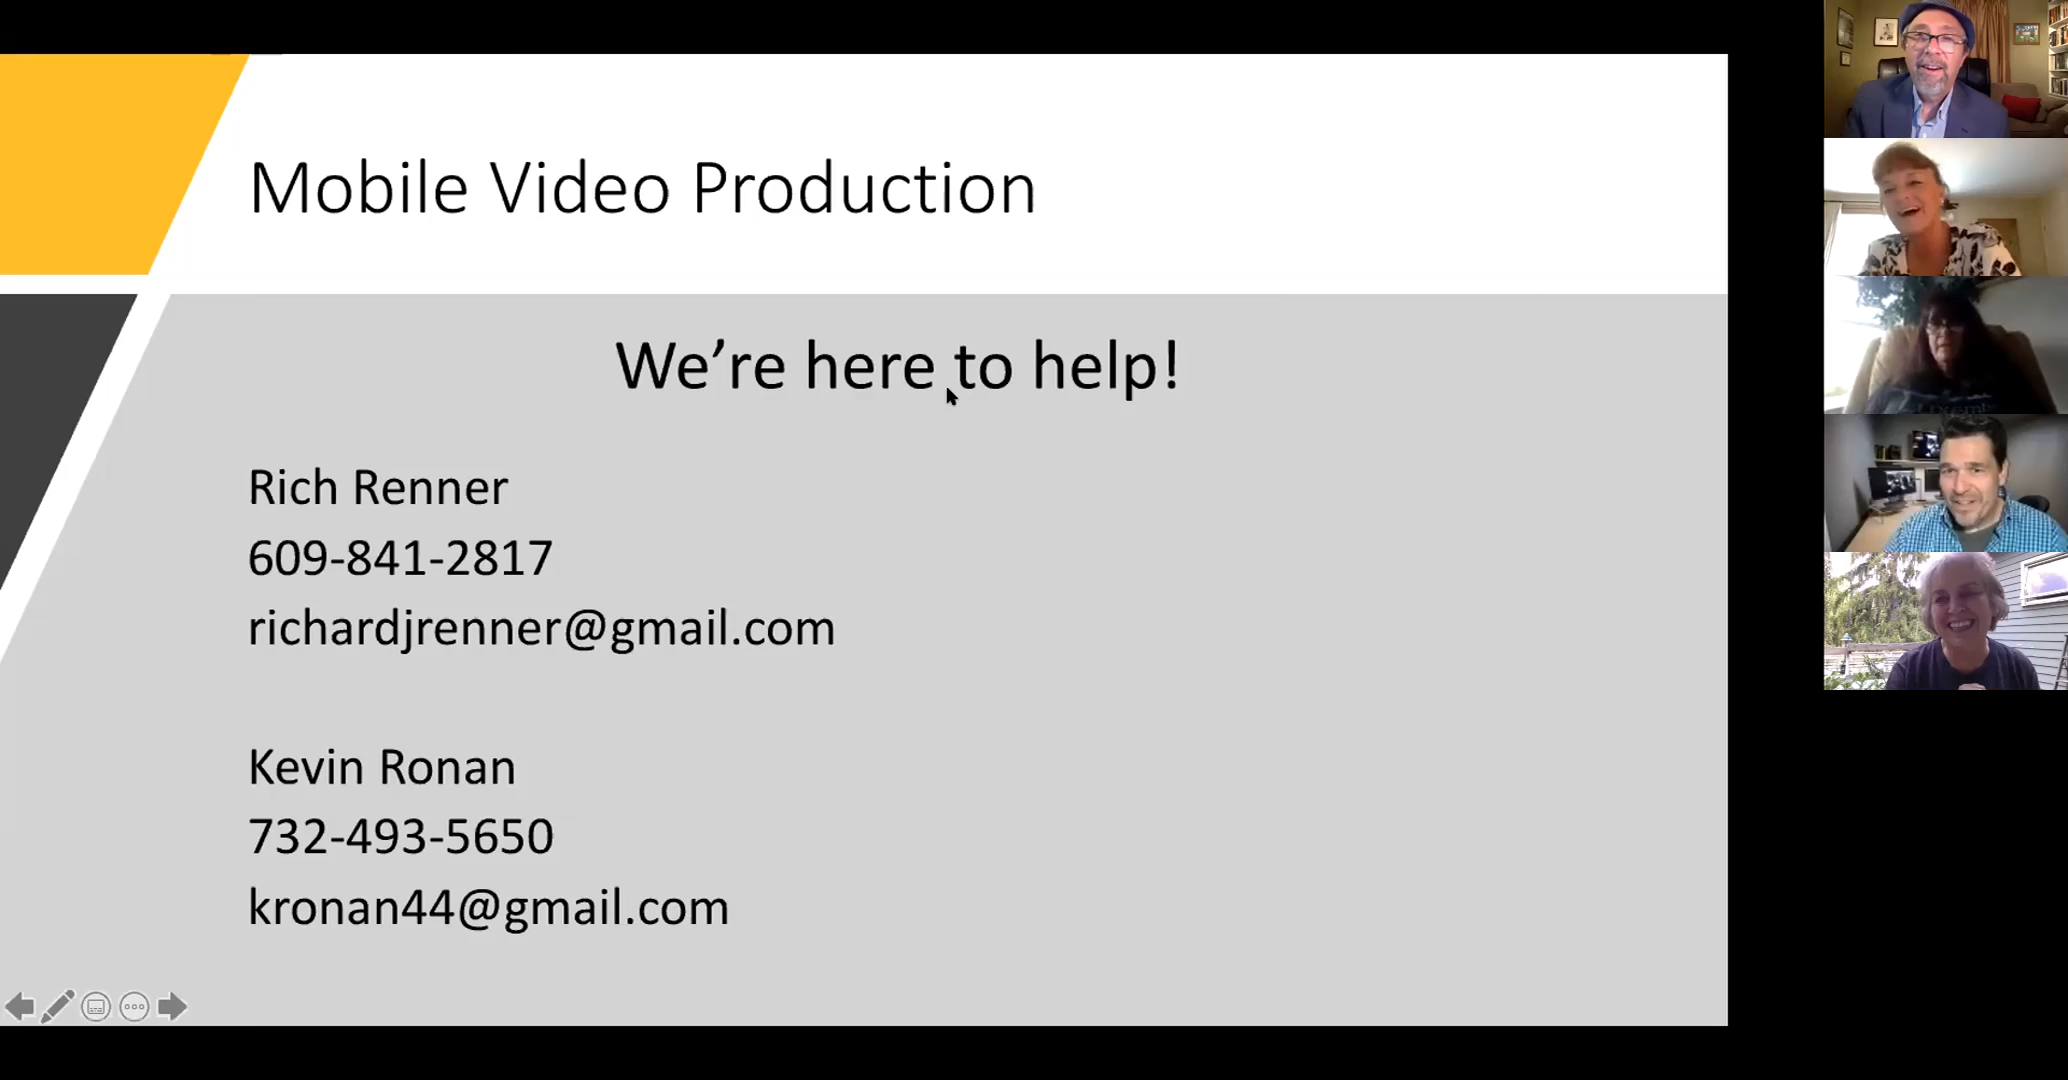 Mobile Video Production
We’re here to help!
Rich Renner
609-841-2817
richardjrenner@gmail.com
Kevin Ronan
732-493-5650
kronan44@gmail.com